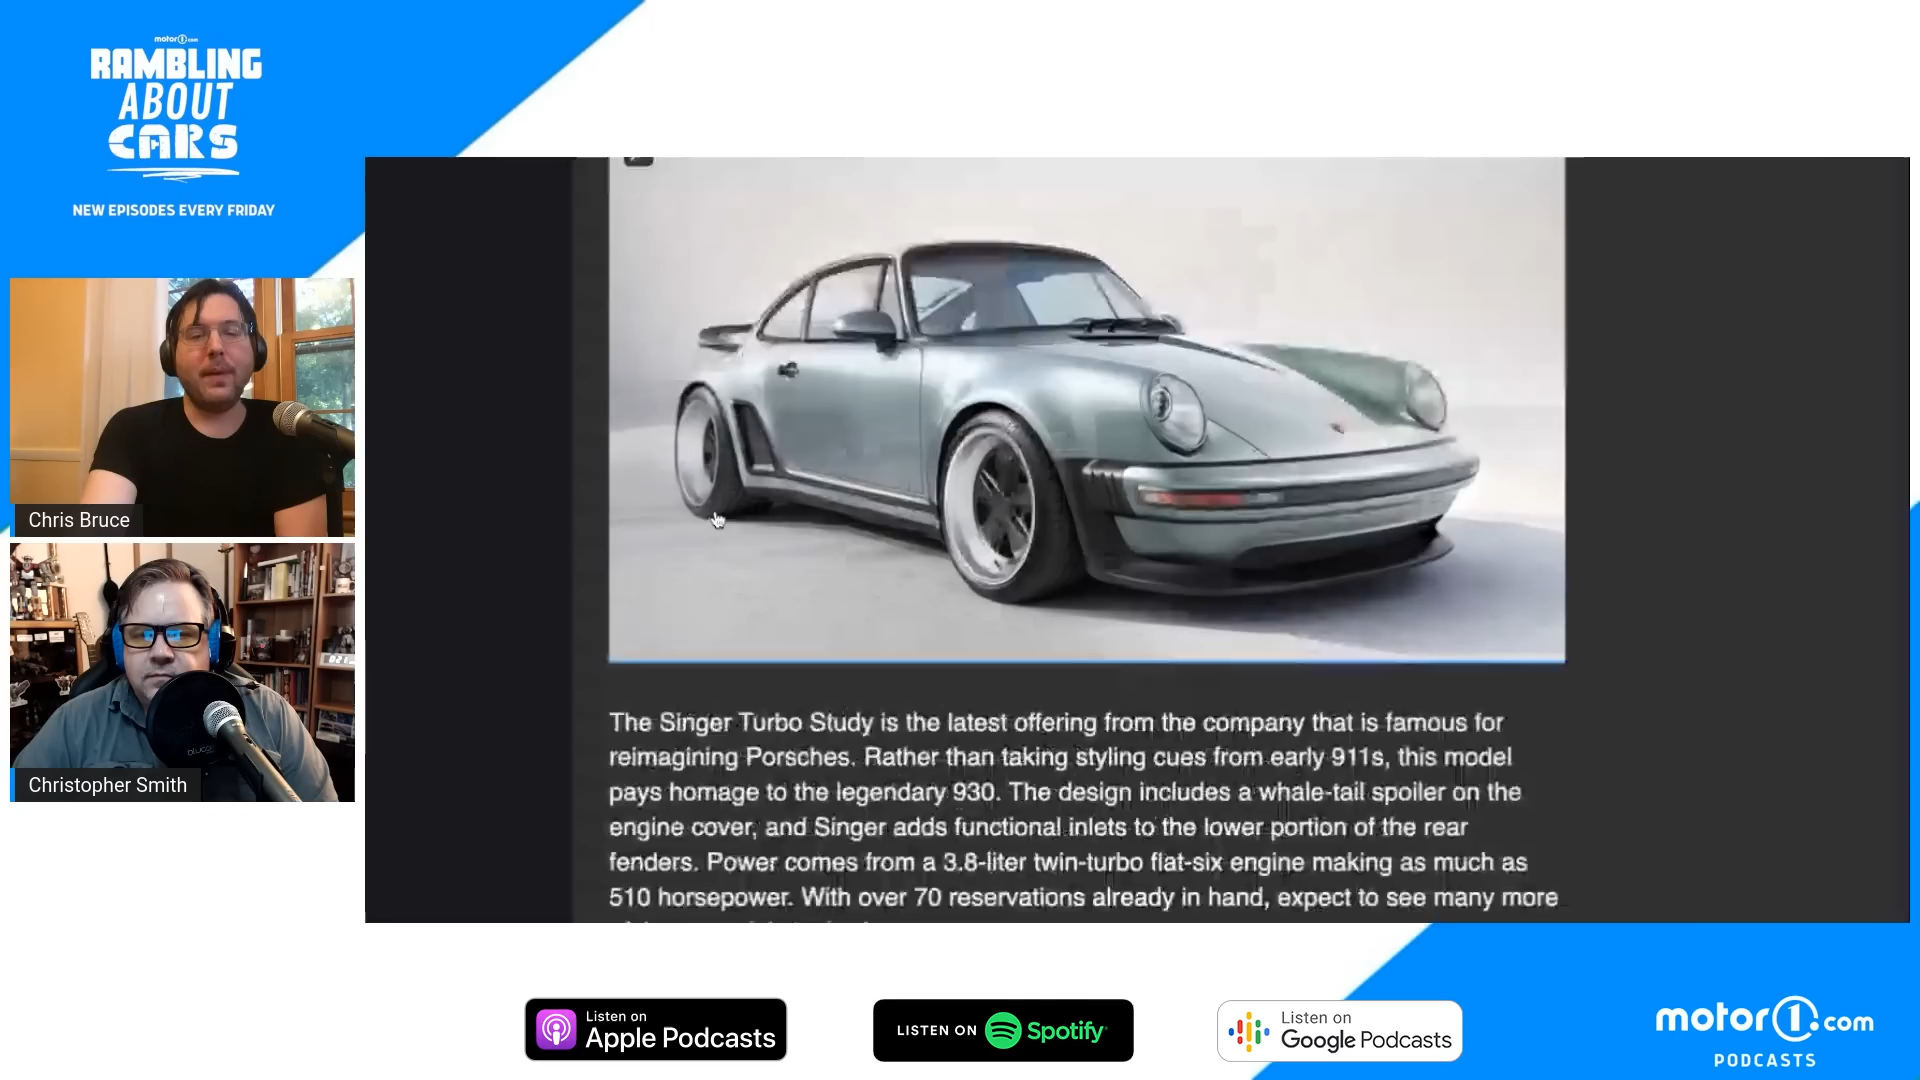 motor1.com
RAMBLING
ABOUT
CARS
NEW EPISODES EVERY FRIDAY
Chris Bruce
Christopher Smith
The Singer Turbo Study is the latest offering from the company that is famous for
reimagining Porsches. Rather than taking styling cues from early 911s, this model
pays homage to the legendary 930. The design includes a whale-tail spoiler on the
engine cover, and Singer adds functional inlets to the lower portion of the rear
fenders. Power comes from a 3.8-liter twin-turbo flat-six engine making as much as
510 horsepower. With over 70 reservations already in hand, expect to see many more
Listen on
Apple Podcasts
LISTEN ON Spotify
Listen on
Google Podcasts
motor1.com
PODCASTS